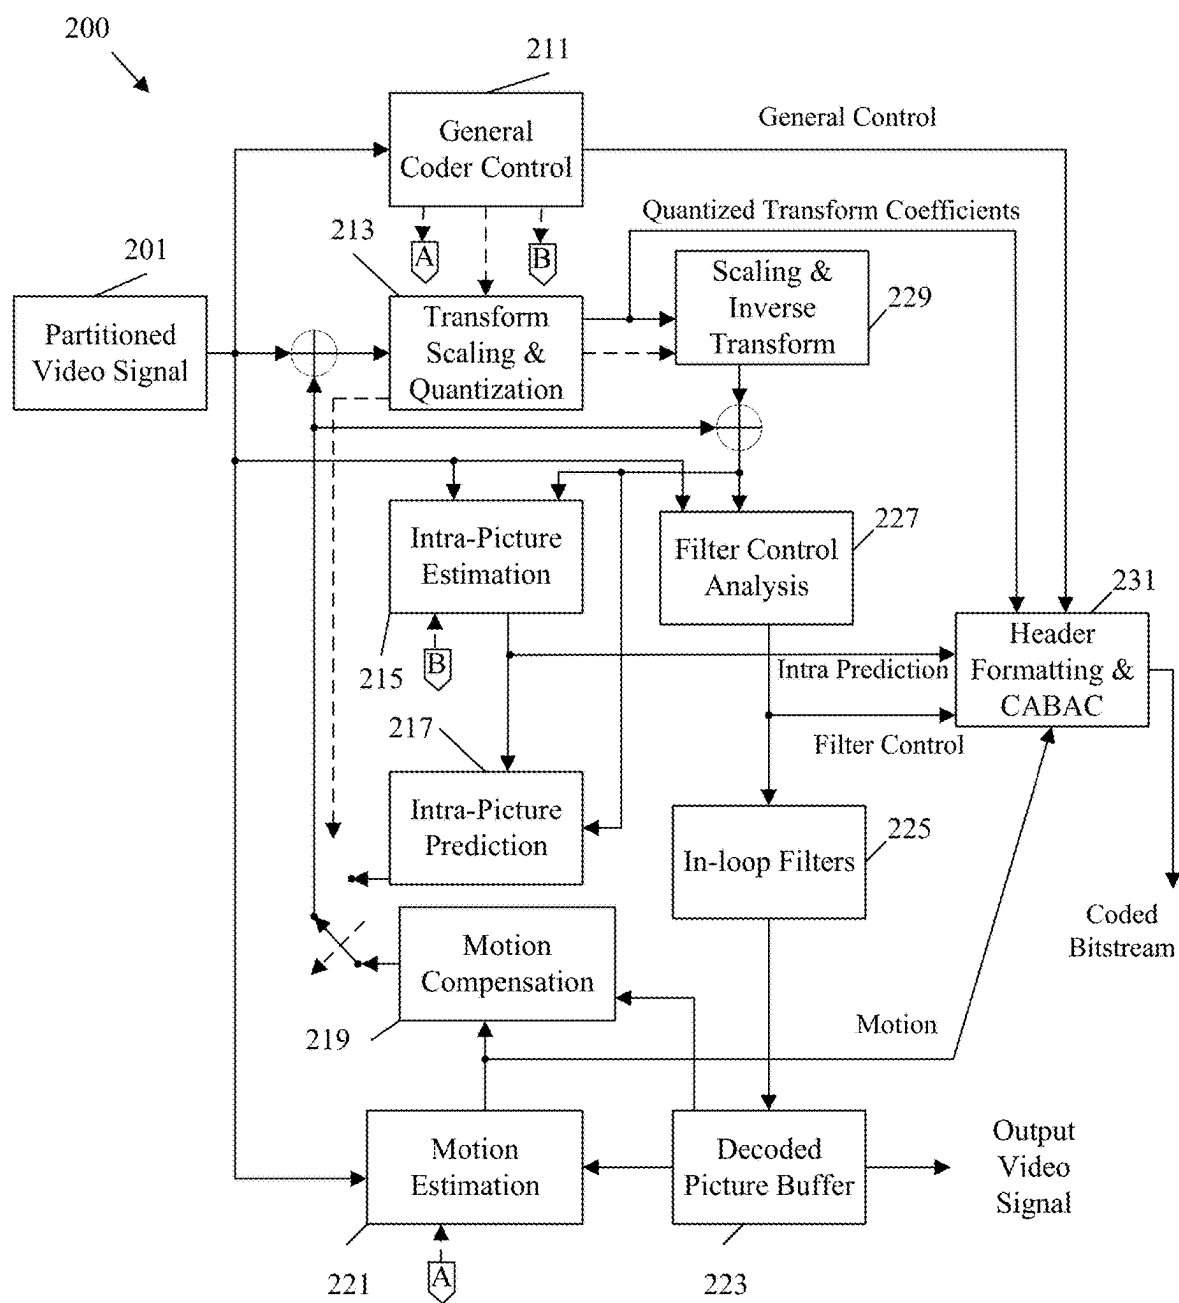 200
211
General
Coder Control
General Control
213
A
B
Quantized Transform Coefficients
201
Partitioned
Video Signal
Transform
Scaling &
Quantization
Scaling &
Inverse
Transform
229
Intra-Picture
Estimation
215
B
Filter Control
Analysis
227
231
Header
Formatting &
CABAC
Intra Prediction
Filter Control
217
Intra-Picture
Prediction
In-loop Filters
225
Coded
Bitstream
Motion
Compensation
219
Motion
Motion
Estimation
221
A
Decoded
Picture Buffer
223
Output
Video
Signal